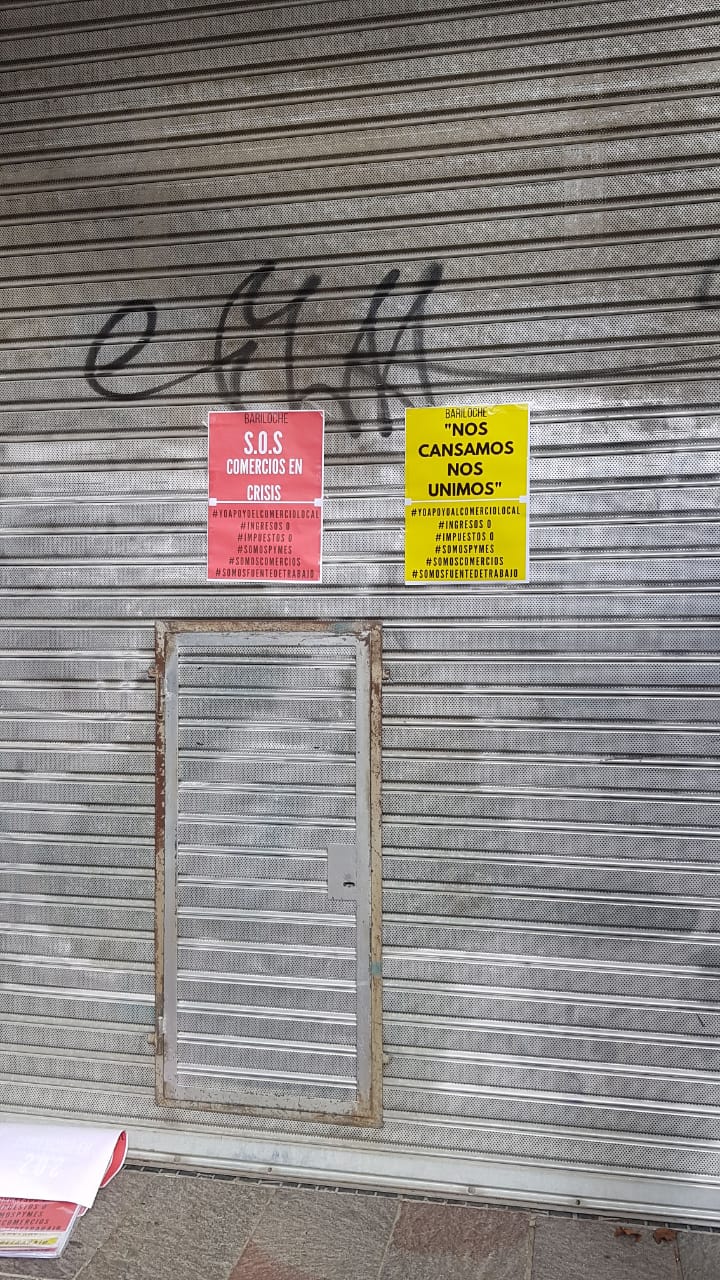 BARILOCHE
S.O.S
COMERCIOS EN
CRISIS
#YOAPOYOELCOMERCIOLOCAL
#INGRESOS 0
#IMPUESTOS 0
#SOMOSPYMES
#SOMOSCOMERCIOS
#SOMOSFUENTEDETRABAJO
BARILOCHE
"NOS
CANSAMOS
NOS
UNIMOS"
#YOAPOYOALCOMERCIOLOCAL
#INGRESOS 0
#IMPUESTOS 0
#SOMOSPYMES
#SOMOSCOMERCIOS
#SOMOSFUENTEDETRABAJO